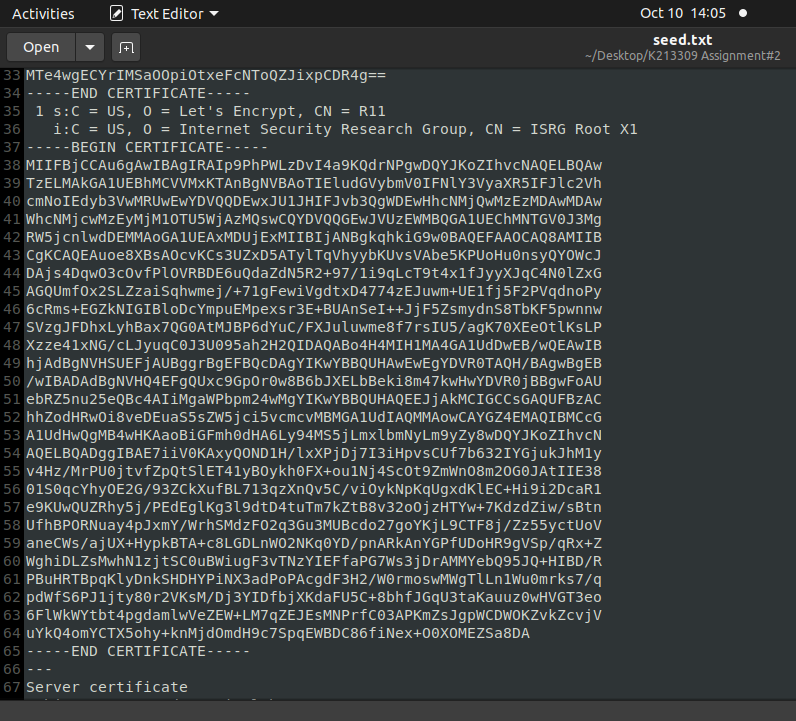 Activities
Text Editor
Oct 10 14:05
Open
seed.txt
~/Desktop/K213309 Assignment#2
33 MTe4wgECYrIMSaOOpiOtxeFcNToQZJixpCDR4g==
34 -----END CERTIFICATE-----
35  1 s:C = US, O = Let's Encrypt, CN = R11
36    i:C = US, O = Internet Security Research Group, CN = ISRG Root X1
37 -----BEGIN CERTIFICATE-----
38 MIIFBjCCAu6gAwIBAgIRAIp9PhPWLzDvI4a9KQdrNPgwDQYJKoZIhvcNAQELBQAw
39 TzELMAkGA1UEBhMCVVMxKTAnBgNVBAoTIEludGVybmV0IFNlY3VyaXR5IFJlc2Vh
40 cmNoIEdyb3VwMRUwEwYDVQQDEwxJU1JHIFJvb3QgWDEwHhcNMjQwMzEzMDAwMDAw
41 WhcNMjcwMzEyMjM1OTU5WjAzMQswCQYDVQQGEwJVUzEWMBQGA1UEChMNTGV0J3Mg
42 RW5jcnlwdDEMMAoGA1UEAxMDUjExMIIBIjANBgkqhkiG9w0BAQEFAAOCAQ8AMIIB
43 CgKCAQEAuoe8XBsAOcvKCs3UZxD5ATylTqVhyybKUvsVAbe5KPUoHu0nsyQYOWcJ
44 DAjs4DqwO3cOvfPlOVRBDE6uQdaZdN5R2+97/1i9qLcT9t4x1fJyyXJqC4N0lZxG
45 AGQUmfOx2SLZzaiSqhwmej/+71gFewiVgdtxD4774zEJuwm+UE1fj5F2PVqdnoPy
46 6cRms+EGZkNIGIBloDcYmpuEMpexsr3E+BUAnSeI++JjF5ZsmydnS8TbKF5pwnnw
47 SVzgJFDhxLyhBax7QG0AtMJBP6dYuC/FXJuluwme8f7rsIU5/agK70XEeOtlKsLP
48 Xzze41xNG/cLJyuqC0J3U095ah2H2QIDAQABo4H4MIH1MA4GA1UdDwEB/wQEAwIB
49 hjAdBgNVHSUEFjAUBggrBgEFBQcDAgYIKwYBBQUHAwEwEgYDVR0TAQH/BAgwBgEB
50 /wIBADAdBgNVHQ4EFgQUxc9GpOr0w8B6bJXELbBeki8m47kwHwYDVR0jBBgwFoAU
51 ebRZ5nu25eQBc4AIiMgaWPbpm24wMgYIKwYBBQUHAQEEJjAkMCIGCCsGAQUFBzAC
52 hhZodHRwOi8veDEuaS5sZW5jci5vcmcvMBMGA1UdIAQMMAowCAYGZ4EMAQIBMCcG
53 A1UdHwQgMB4wHKAaoBiGFmh0dHA6Ly94MS5jLmxlbmNyLm9yZy8wDQYJKoZIhvcN
54 AQELBQADggIBAE7iiV0KAxyQOND1H/lxXPjDj7I3iHpvsCUf7b632IYGjukJhM1y
55 v4Hz/MrPU0jtvfZpQtSlET41yBOykh0FX+ou1Nj4ScOt9ZmWnO8m2OG0JAtIIE38
56 01S0qcYhyOE2G/93ZCkXufBL713qzXnQv5C/viOykNpKqUgxdKlEC+Hi9i2DcaR1
57 e9KUwQUZRhy5j/PEdEglKg3l9dtD4tuTm7kZtB8v32oOjzHTYw+7KdzdZiw/sBtn
58 UfhBPORNuay4pJxmY/WrhSMdzFO2q3Gu3MUBcdo27goYKjL9CTF8j/Zz55yctUoV
59 aneCWs/ajUX+HypkBTA+c8LGDLnWO2NKq0YD/pnARkAnYGPfUDoHR9gVSp/qRx+Z
60 WghiDLZsMwhN1zjtSC0uBWiugF3vTNzYIEFfaPG7Ws3jDrAMMYebQ95JQ+HIBD/R
61 PBuHRTBpqKlyDnkSHDHYPiNX3adPoPAcgdF3H2/W0rmoswMWgTlLn1Wu0mrks7/q
62 pdWfS6PJ1jty80r2VKsM/Dj3YIDfbjXKdaFU5C+8bhfJGqU3taKauuz0wHVGT3eo
63 6FlWkWYtbt4pgdamlwVeZEW+LM7qZEJEsMNPrfC03APKmZsJgpWCDWOKZvkZcvjV
64 uYkQ4omYCTX5ohy+knMjdOmdH9c7SpqEWBDC86fiNex+O0XOMEZSa8DA
65 -----END CERTIFICATE-----
66 ---
67 Server certificate